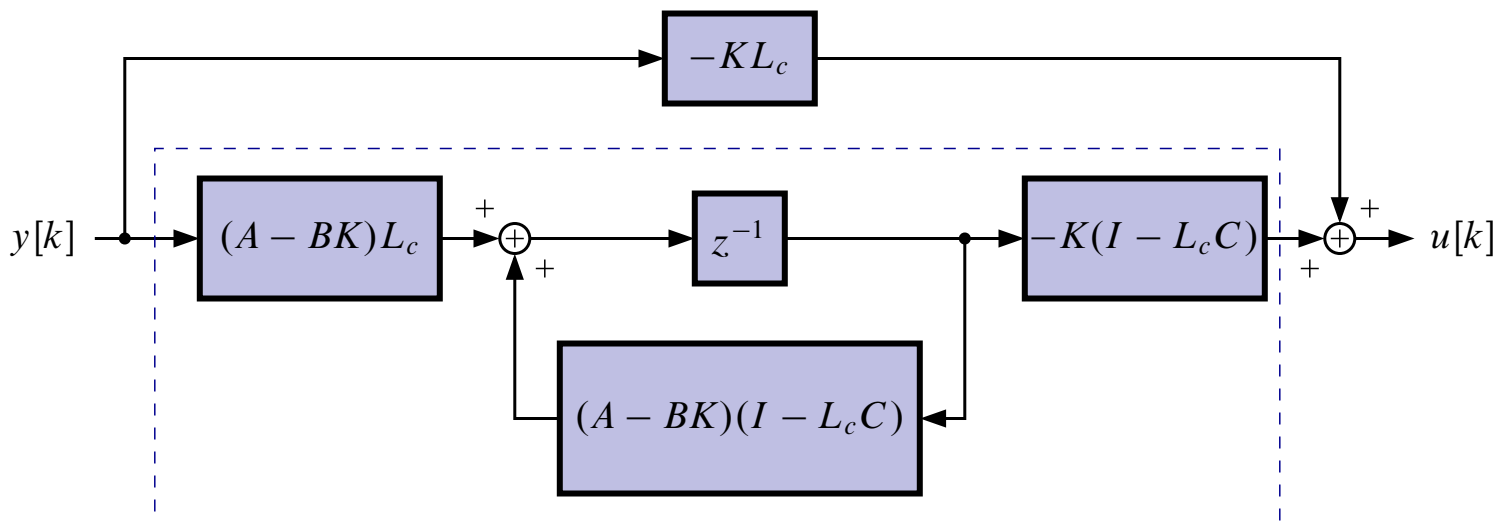 −KL_c
+
y[k] (A − BK)L_c + z^{−1} −K(I − L_cC) + u[k]
+ +
(A − BK)(I − L_cC)